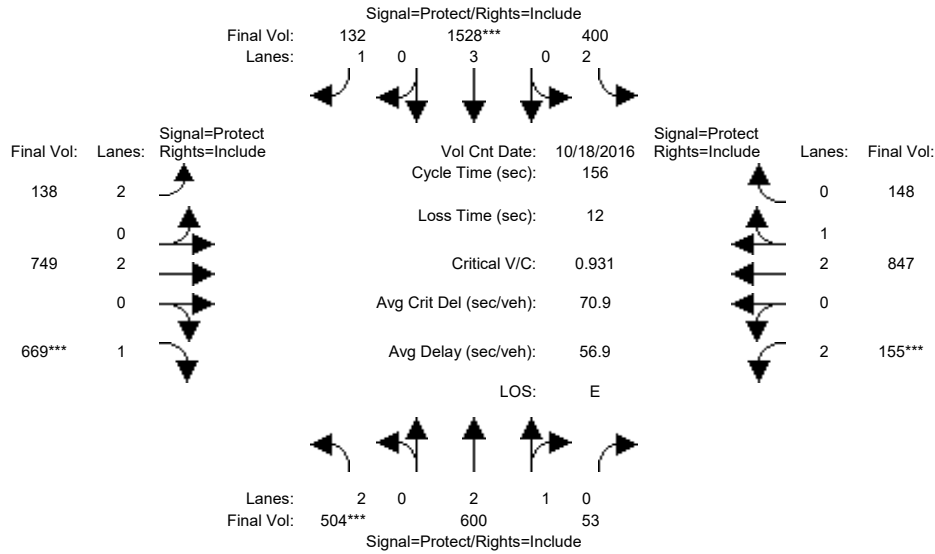 Signal=Protect/Rights=Include
Final Vol: 132 1528*** 400
Lanes: 1 0 3 0 2
Signal=Protect Signal=Protect
Final Vol: Lanes: Rights=Include Vol Cnt Date: 10/18/2016 Rights=Include Lanes: Final Vol:
Cycle Time (sec): 156
138 2 0 148
Loss Time (sec): 12
0 1
749 2 Critical V/C: 0.931 2 847
0 Avg Crit Del (sec/veh): 70.9 0
669*** 1 Avg Delay (sec/veh): 56.9 2 155***
LOS: E
Lanes: 2 0 2 1 0
Final Vol: 504*** 600 53
Signal=Protect/Rights=Include